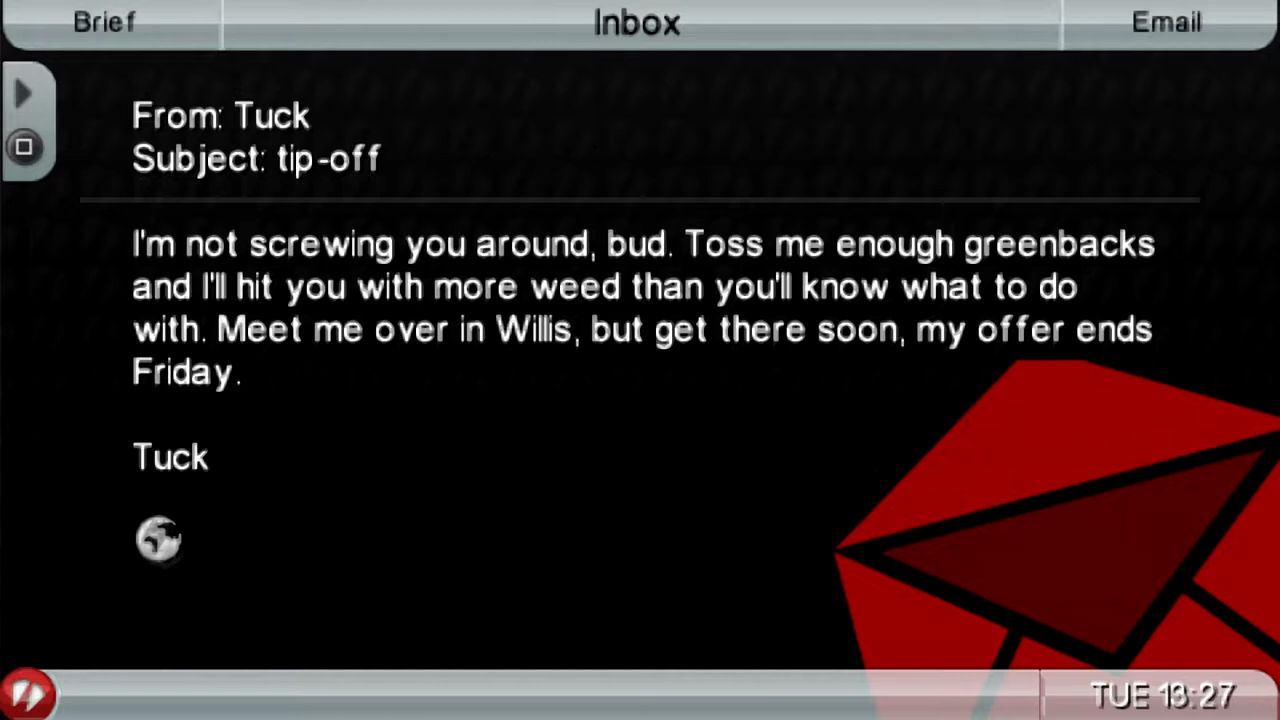 Brief
Inbox
Email
From: Tuck
Subject: tip-off
I'm not screwing you around, bud. Toss me enough greenbacks
and I'll hit you with more weed than you'll know what to do
with. Meet me over in Willis, but get there soon, my offer ends
Friday.
Tuck
TUE 13:27